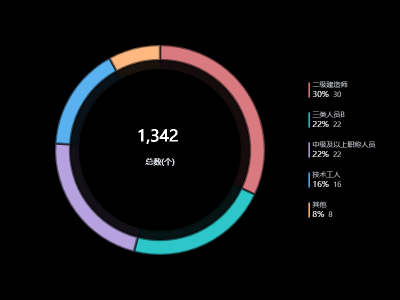 1,342
总数(个)
二级建造师
30% 30
三类人员B
22% 22
中级及以上职称人员
22% 22
技术工人
16% 16
其他
8% 8